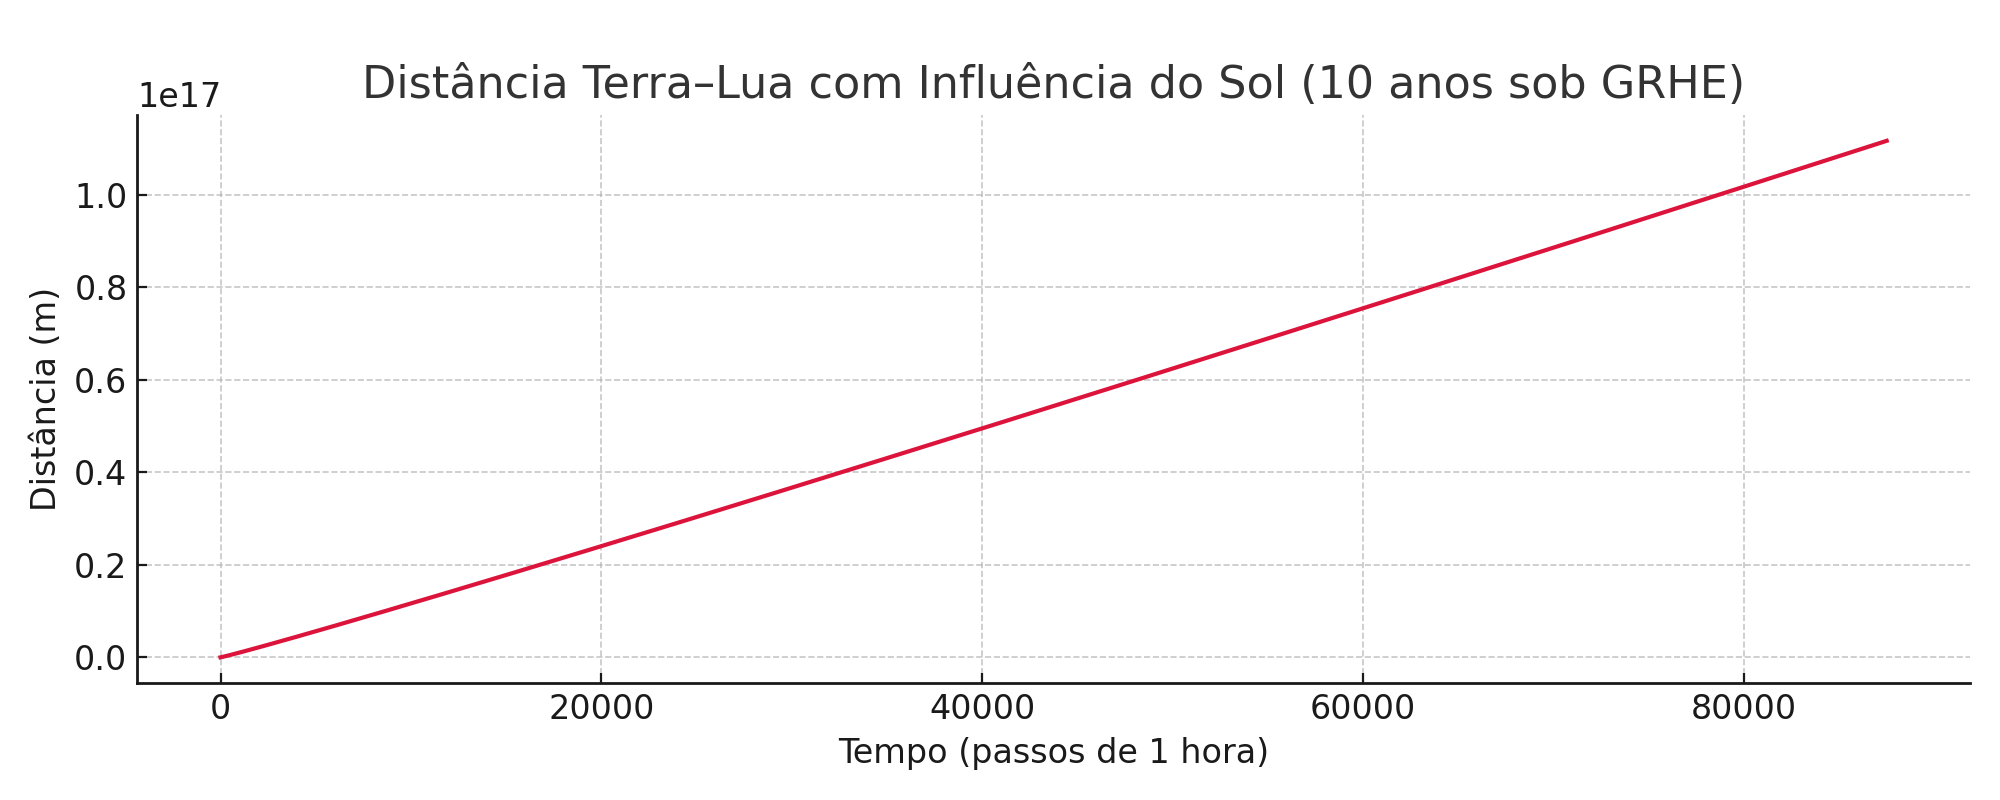 Distância Terra–Lua com Influência do Sol (10 anos sob GRHE)
1e17
1.0
0.8
0.6
0.4
0.2
0.0
Distância (m)
0 20000 40000 60000 80000
Tempo (passos de 1 hora)